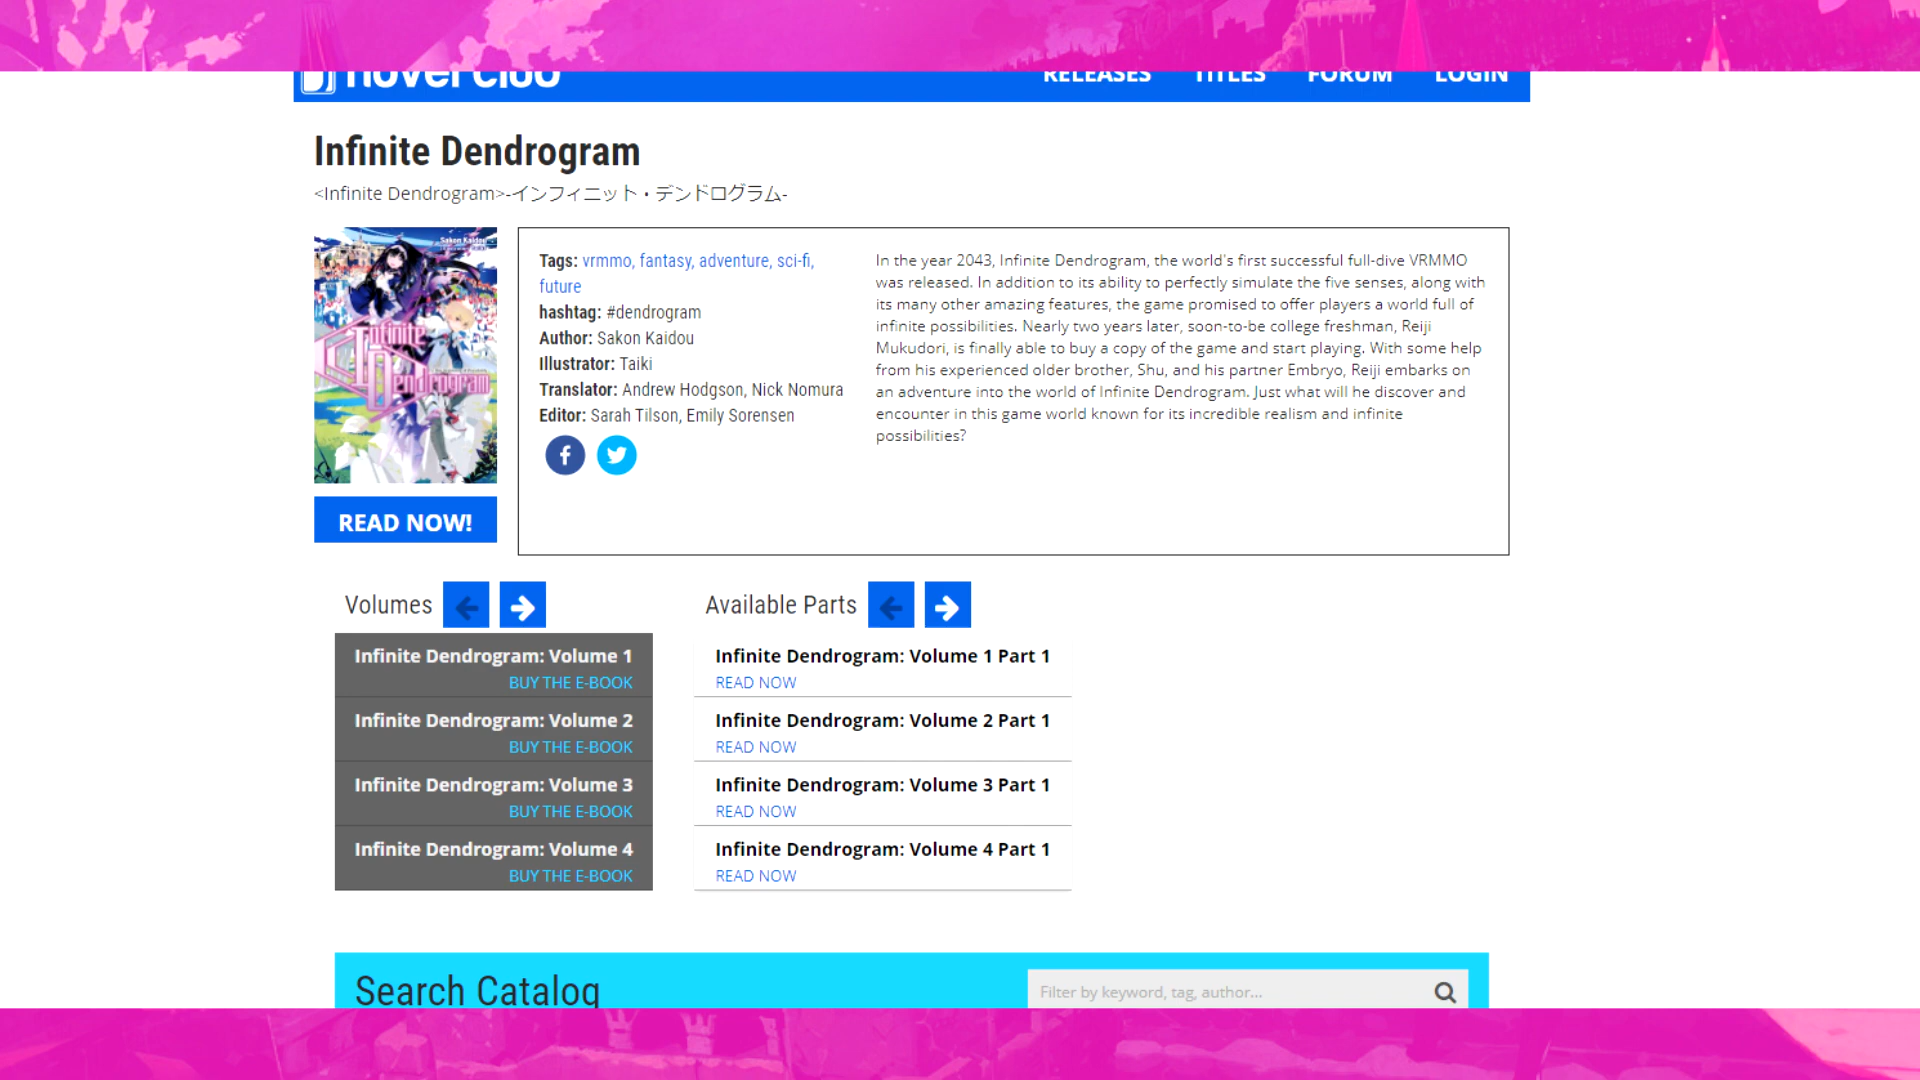 novel club
RELEASES TITLES FORUM LOGIN
Infinite Dendrogram
<Infinite Dendrogram>-インフィニット・デンドログラム-
Sakon Kaidou
Infinite
Dendrogram
READ NOW!
Tags: vrmmo, fantasy, adventure, sci-fi,
future
hashtag: #dendrogram
Author: Sakon Kaidou
Illustrator: Taiki
Translator: Andrew Hodgson, Nick Nomura
Editor: Sarah Tilson, Emily Sorensen
In the year 2043, Infinite Dendrogram, the world's first successful full-dive VRMMO
was released. In addition to its ability to perfectly simulate the five senses, along with
its many other amazing features, the game promised to offer players a world full of
infinite possibilities. Nearly two years later, soon-to-be college freshman, Reiji
Mukudori, is finally able to buy a copy of the game and start playing. With some help
from his experienced older brother, Shu, and his partner Embryo, Reiji embarks on
an adventure into the world of Infinite Dendrogram. Just what will he discover and
encounter in this game world known for its incredible realism and infinite
possibilities?
Volumes
Infinite Dendrogram: Volume 1
BUY THE E-BOOK
Infinite Dendrogram: Volume 2
BUY THE E-BOOK
Infinite Dendrogram: Volume 3
BUY THE E-BOOK
Infinite Dendrogram: Volume 4
BUY THE E-BOOK
Available Parts
Infinite Dendrogram: Volume 1 Part 1
READ NOW
Infinite Dendrogram: Volume 2 Part 1
READ NOW
Infinite Dendrogram: Volume 3 Part 1
READ NOW
Infinite Dendrogram: Volume 4 Part 1
READ NOW
Search Catalog
Filter by keyword, tag, author...